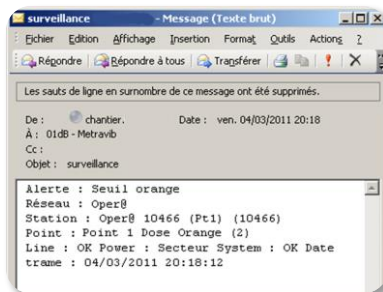 surveillance - Message (Texte brut)
Fichier Edition Affichage Insertion Format Outils Actions ?
Répondre Répondre à tous Transférer
Les sauts de ligne en surnombre de ce message ont été supprimés.
De : chantier. Date : ven. 04/03/2011 20:18
À : 01dB - Metravib
Cc :
Objet : surveillance
Alerte : Seuil orange
Réseau : Oper@
Station : Oper@ 10466 (Pt1) (10466)
Point : Point 1 Dose Orange (2)
Line : OK Power : Secteur System : OK Date
trame : 04/03/2011 20:18:12